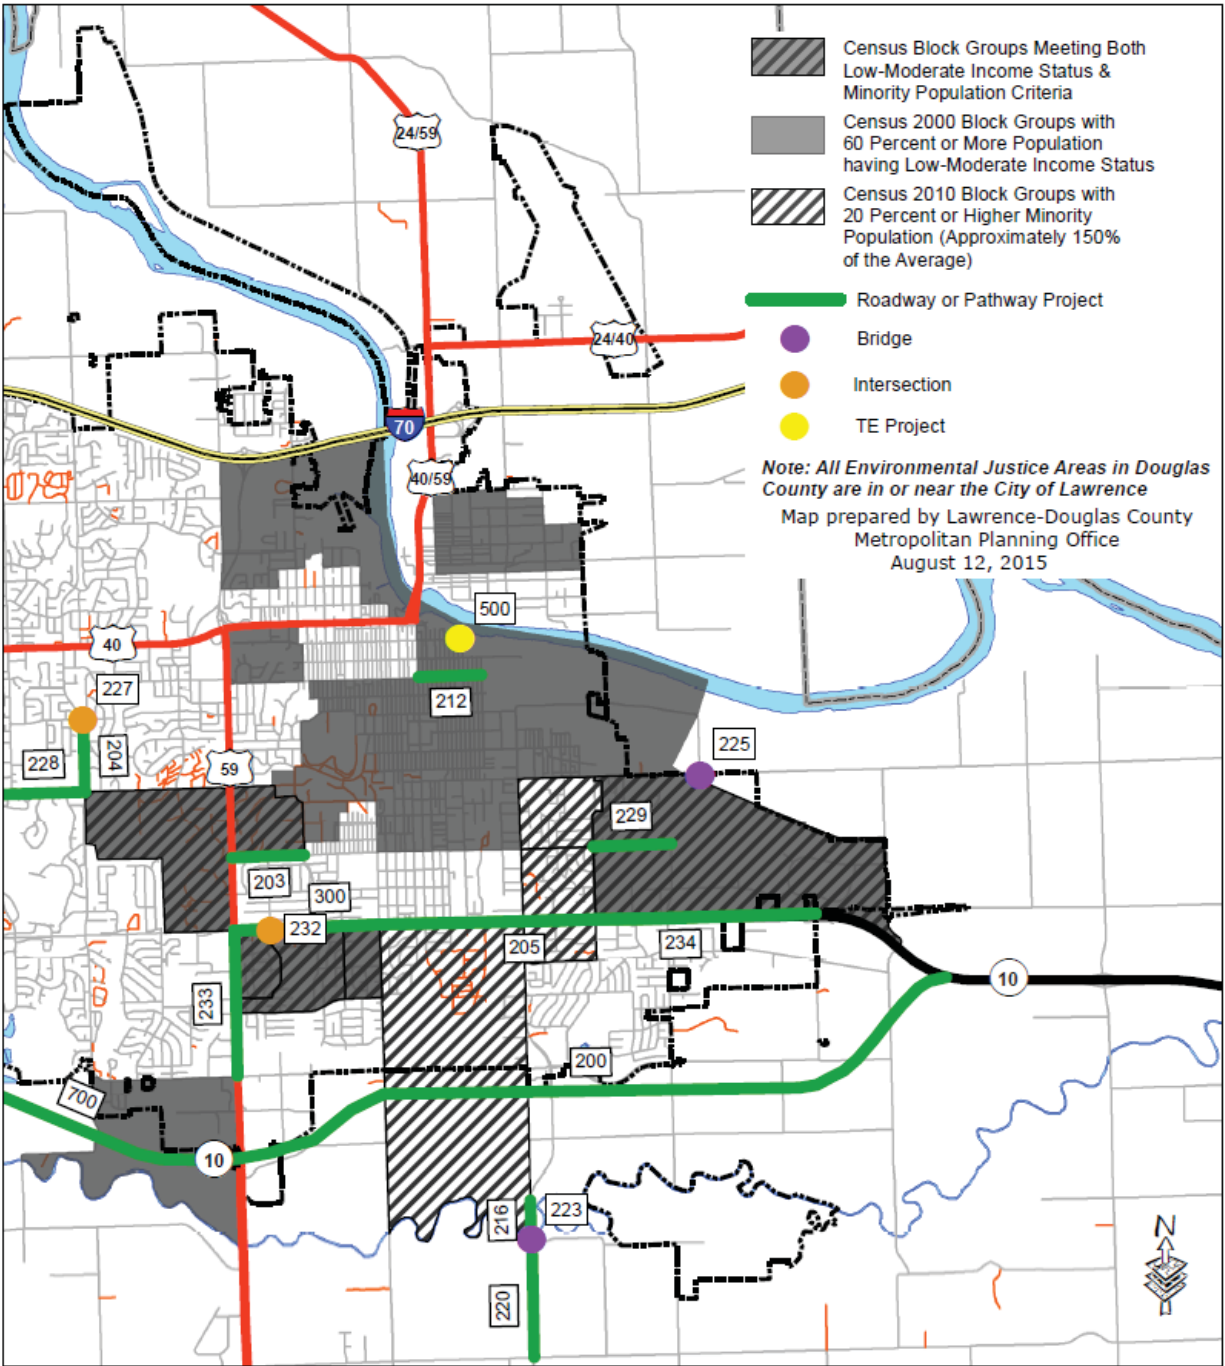 Census Block Groups Meeting Both
Low-Moderate Income Status &
Minority Population Criteria
Census 2000 Block Groups with
60 Percent or More Population
having Low-Moderate Income Status
Census 2010 Block Groups with
20 Percent or Higher Minority
Population (Approximately 150%
of the Average)
Roadway or Pathway Project
Bridge
Intersection
TE Project
Note: All Environmental Justice Areas in Douglas
County are in or near the City of Lawrence
Map prepared by Lawrence-Douglas County
Metropolitan Planning Office
August 12, 2015
24/59
24/40
70
40/59
500
40
227
212
228
204
59
225
229
203
300
232
205
234
10
233
200
700
10
216
223
220
N